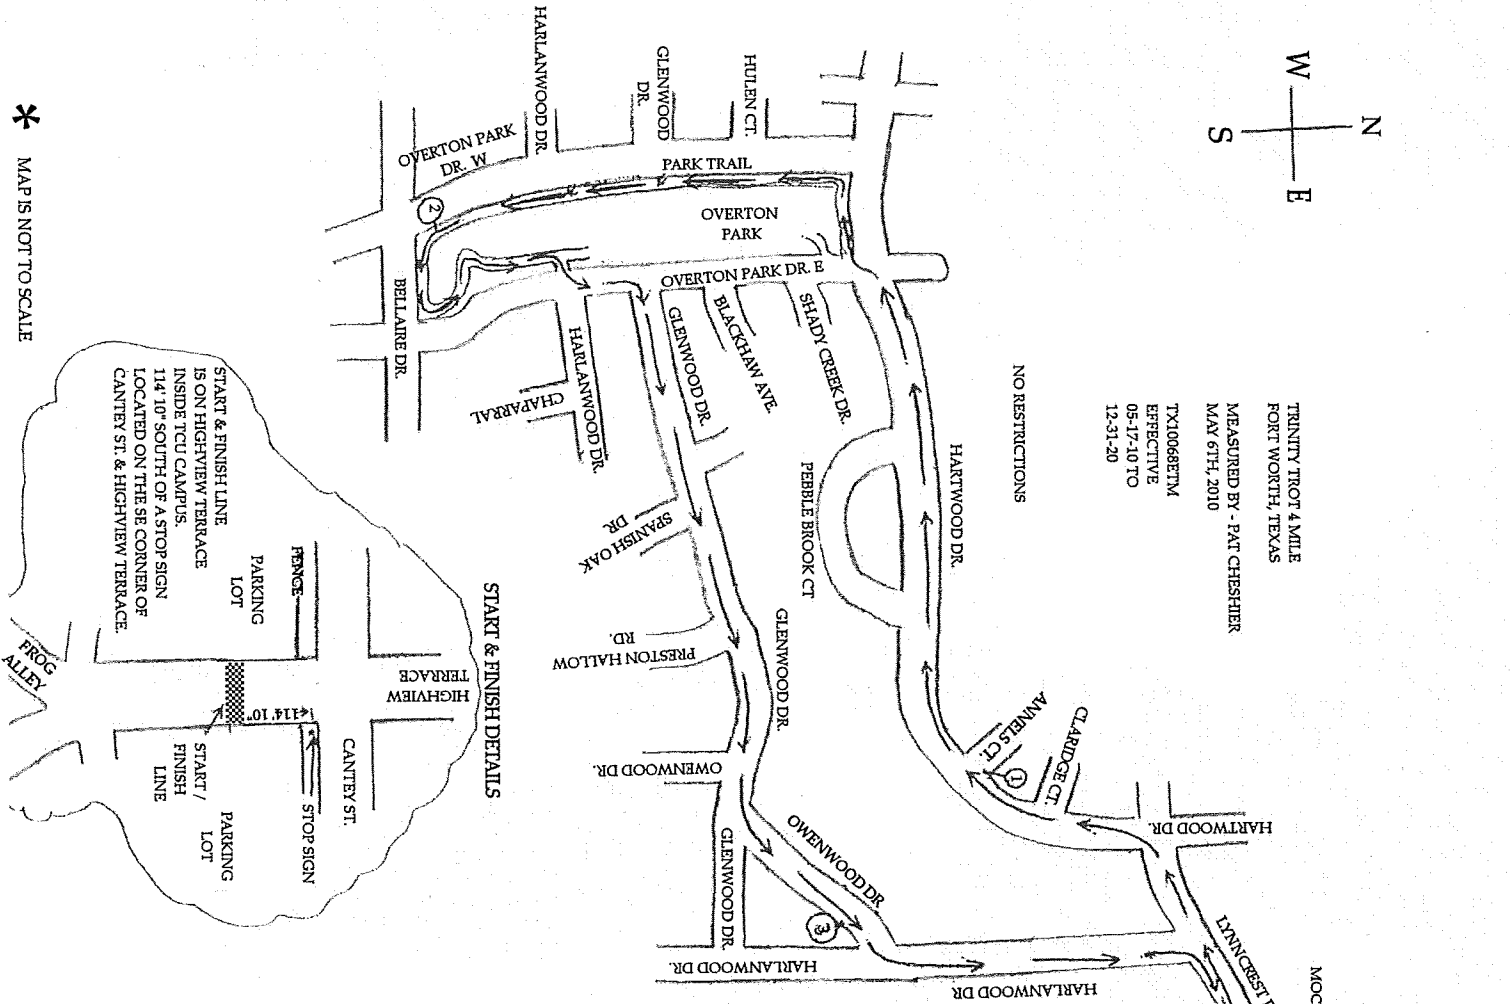 N
W
E
S
TRINITY TROT 4 MILE
FORT WORTH, TEXAS
MEASURED BY - PAT CHESHIER
MAY 6TH, 2010
TX10068ETM
EFFECTIVE
05-17-10 TO
12-31-20
NO RESTRICTIONS
HARLANWOOD DR.
GLENWOOD
DR.
HULEN CT.
OVERTON PARK
DR. W
PARK TRAIL
OVERTON
PARK
OVERTON PARK DR. E
2
BELLAIRE DR.
GLENWOOD DR.
BLACKHAW AVE.
SHADY CREEK DR.
HARLANWOOD DR.
CHAPARRAL
PEBBLE BROOK CT
HARTWOOD DR.
SPANISH OAK
DR.
PRESTON HALLOW
RD.
GLENWOOD DR.
ANNELS CT.
CLARIDGE CT.
1
HARTWOOD DR.
OWENWOOD DR.
OWENWOOD DR
GLENWOOD DR.
3
HARLANWOOD DR.
HARLANWOOD DR
LYNNCREST
* MAP IS NOT TO SCALE
START & FINISH DETAILS
START & FINISH LINE
IS ON HIGHVIEW TERRACE
INSIDE TCU CAMPUS.
114' 10" SOUTH OF A STOP SIGN
LOCATED ON THE SE CORNER OF
CANTEY ST. & HIGHVIEW TERRACE.
FENCE
PARKING
LOT
HIGHVIEW
TERRACE
114' 10"
CANTEY ST.
STOP SIGN
START /
FINISH
LINE
PARKING
LOT
FROG
ALLEY